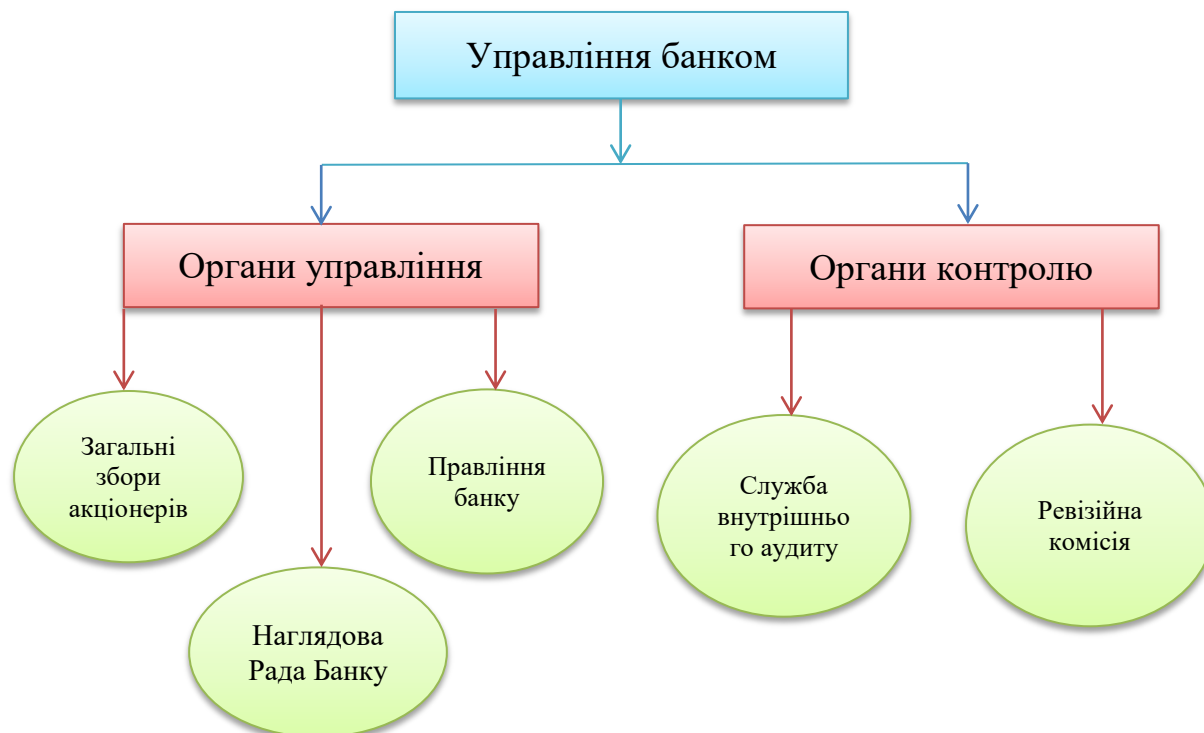 Управління банком
Органи управління
Органи контролю
Загальні
збори
акціонерів
Правління
банку
Служба
внутрішньо
го аудиту
Ревізійна
комісія
Наглядова
Рада Банку